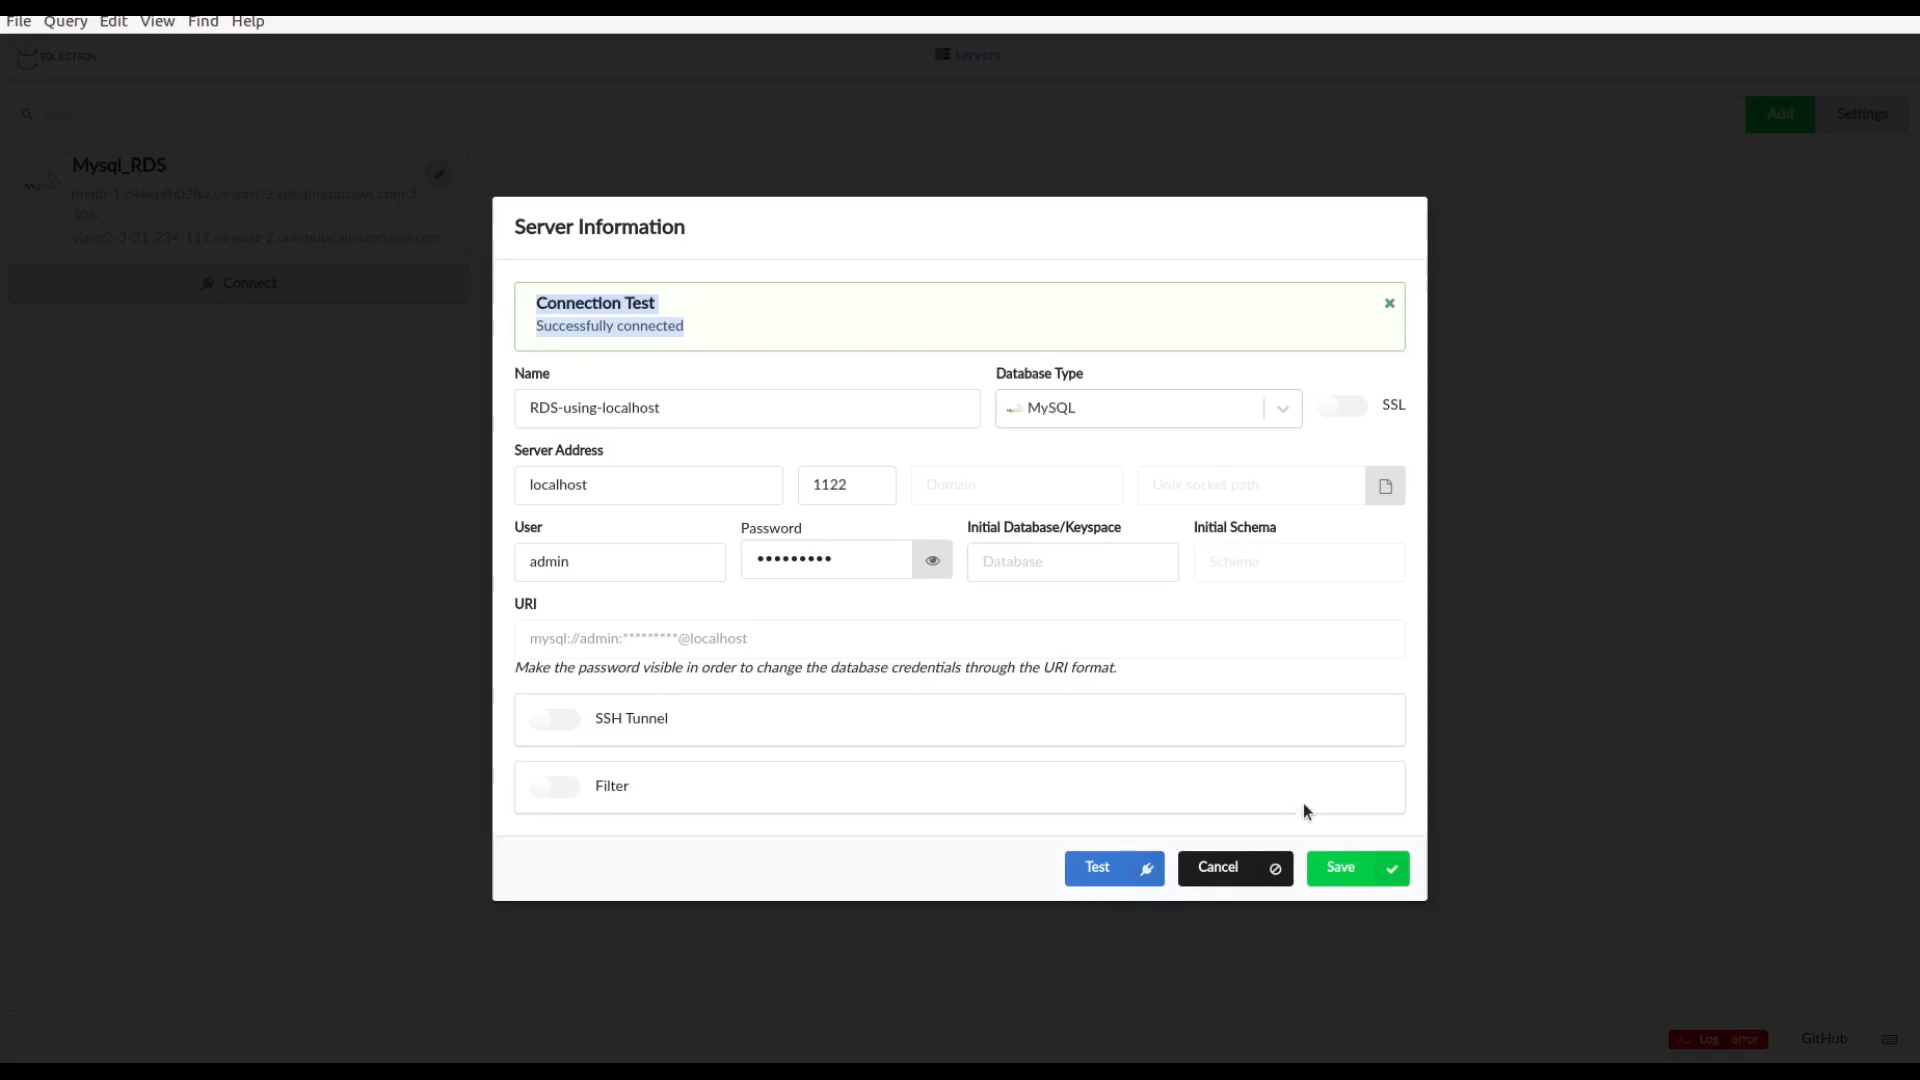 File Query Edit View Find Help
SQLECTRON
servers
Add Settings
Mysql_RDS
Connect
Server Information
Connection Test
Successfully connected
Name Database Type
RDS-using-localhost MySQL SSL
Server Address
localhost 1122 Domain Unix socket path
User Password Initial Database/Keyspace Initial Schema
admin ••••••••• Database Schema
URI
mysql://admin:*********@localhost
Make the password visible in order to change the database credentials through the URI format.
SSH Tunnel
Filter
Test Cancel Save
Log error GitHub